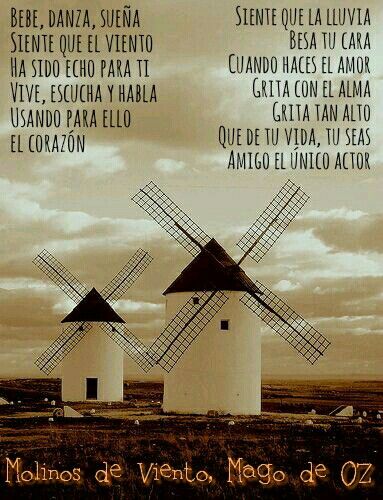 BEBE, DANZA, SUEÑA
SIENTE QUE EL VIENTO
HA SIDO ECHO PARA TI
VIVE, ESCUCHA Y HABLA
USANDO PARA ELLO
EL CORAZÓN
SIENTE QUE LA LLUVIA
BESA TU CARA
CUANDO HACES EL AMOR
GRITA CON EL ALMA
GRITA TAN ALTO
QUE DE TU VIDA, TU SEAS
AMIGO EL ÚNICO ACTOR
Molinos de Viento, Mago de OZ